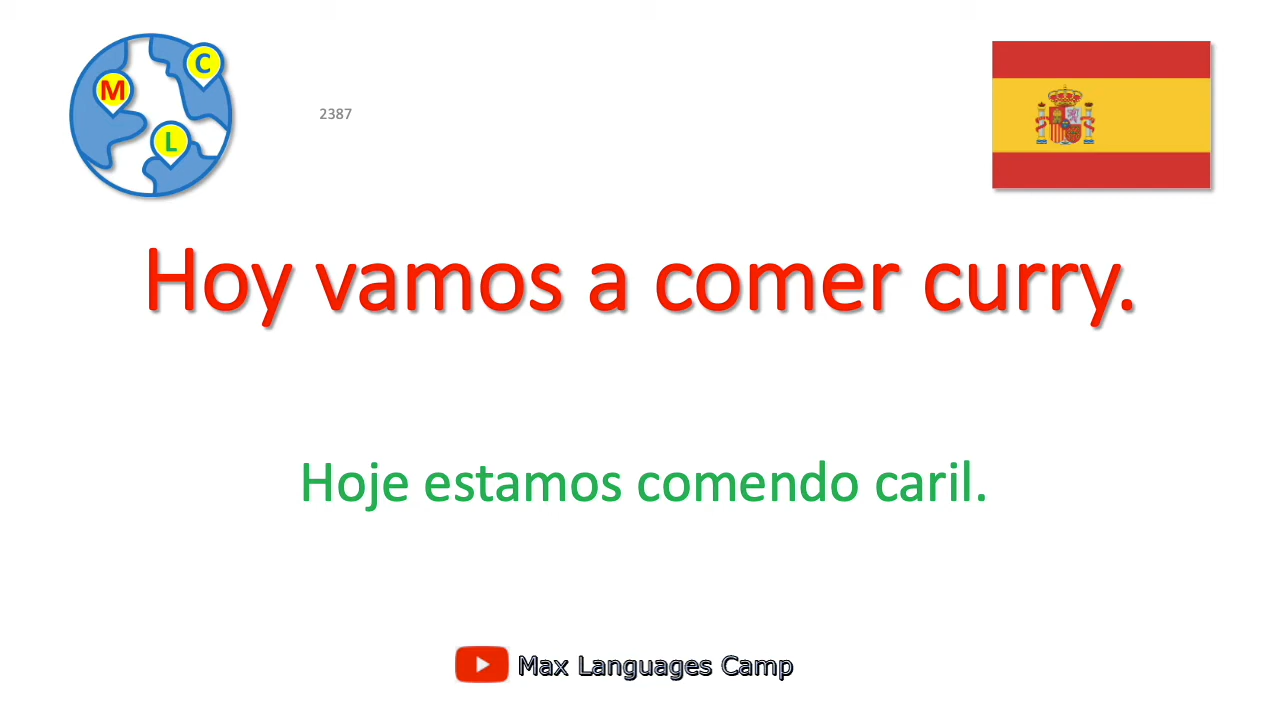 C
M
L
2387
Hoy vamos a comer curry.
Hoje estamos comendo caril.
Max Languages Camp